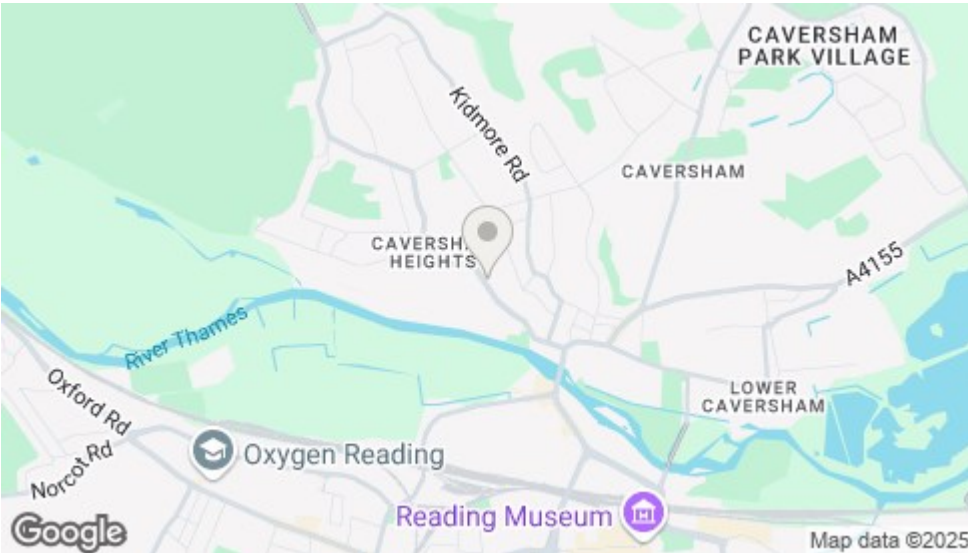 CAVERSHAM
PARK VILLAGE
Kidmore Rd
CAVERSHAM
CAVERSHA
HEIGHTS
A4155
River Thames
Oxford Rd
LOWER
CAVERSHAM
Norcot Rd
Oxygen Reading
Reading Museum
Google
Map data ©2025